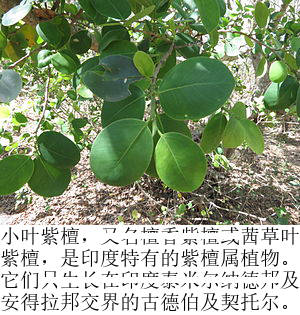 小叶紫檀，又名檀香紫檀或茜草叶
紫檀，是印度特有的紫檀属植物。
它们只生长在印度泰米尔纳德邦及
安得拉邦交界的古德伯及契托尔。